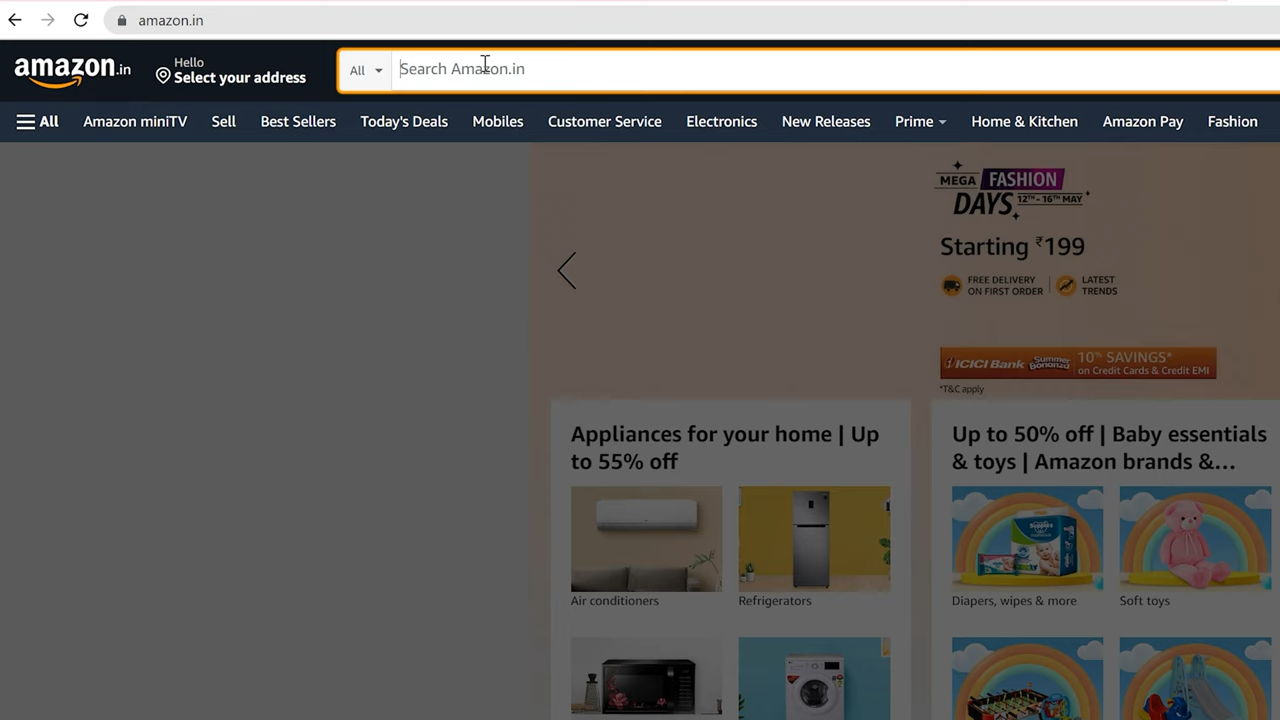 amazon.in
amazon.in
Hello
Select your address
All
Search Amazon.in
All
Amazon miniTV
Sell
Best Sellers
Today's Deals
Mobiles
Customer Service
Electronics
New Releases
Prime
Home & Kitchen
Amazon Pay
Fashion
MEGA FASHION
DAYS 12TH - 16TH MAY
Starting ₹199
FREE DELIVERY
ON FIRST ORDER
LATEST
TRENDS
ICICI Bank
Summer
Bonanza
10% SAVINGS*
on Credit Cards & Credit EMI
*T&C apply
Appliances for your home | Up
to 55% off
Air conditioners
Refrigerators
Up to 50% off | Baby essentials
& toys | Amazon brands &...
Diapers, wipes & more
Soft toys